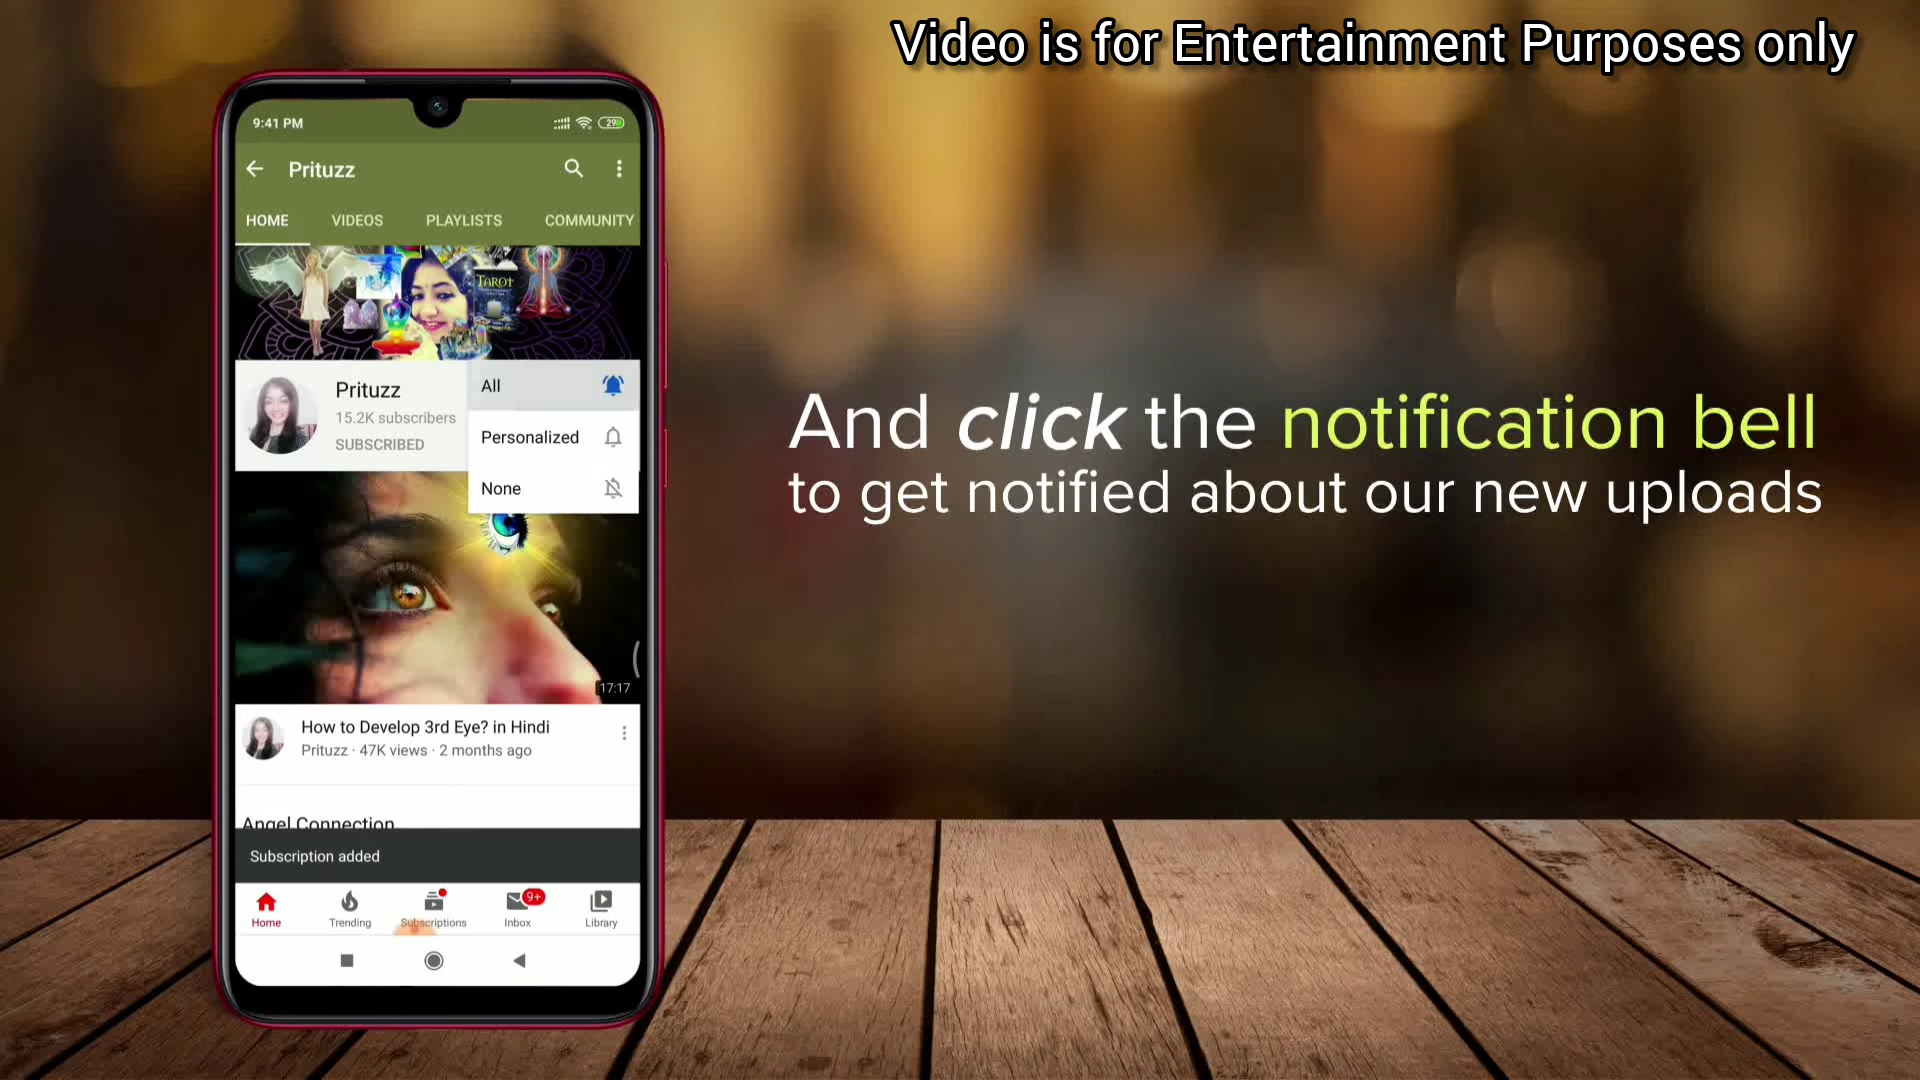 Video is for Entertainment Purposes only
9:41 PM
29
Prituzz
HOME VIDEOS PLAYLISTS COMMUNITY
TAROT
Prituzz
15.2K subscribers
SUBSCRIBED
All
Personalized
None
And click the notification bell
to get notified about our new uploads
17:17
How to Develop 3rd Eye? in Hindi
Prituzz · 47K views · 2 months ago
Angel Connection
Subscription added
9+
Home Trending Subscriptions Inbox Library